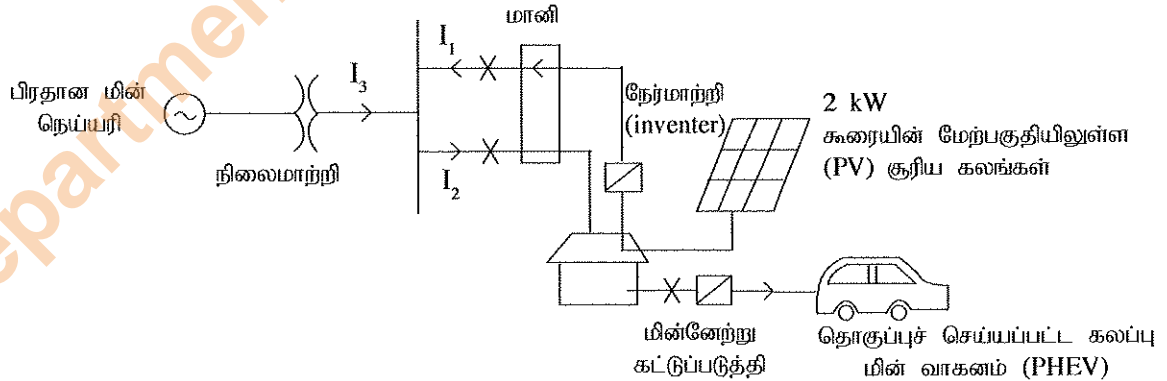 மானி
I₁
I₃
பிரதான மின்
நெய்யரி
நிலைமாற்றி
I₂
நேர்மாற்றி
(inventer)
2 kW
கூரையின் மேற்பகுதியிலுள்ள
(PV) சூரிய கலங்கள்
மின்னேற்று
கட்டுப்படுத்தி
தொகுப்புச் செய்யப்பட்ட கலப்பு
மின் வாகனம் (PHEV)